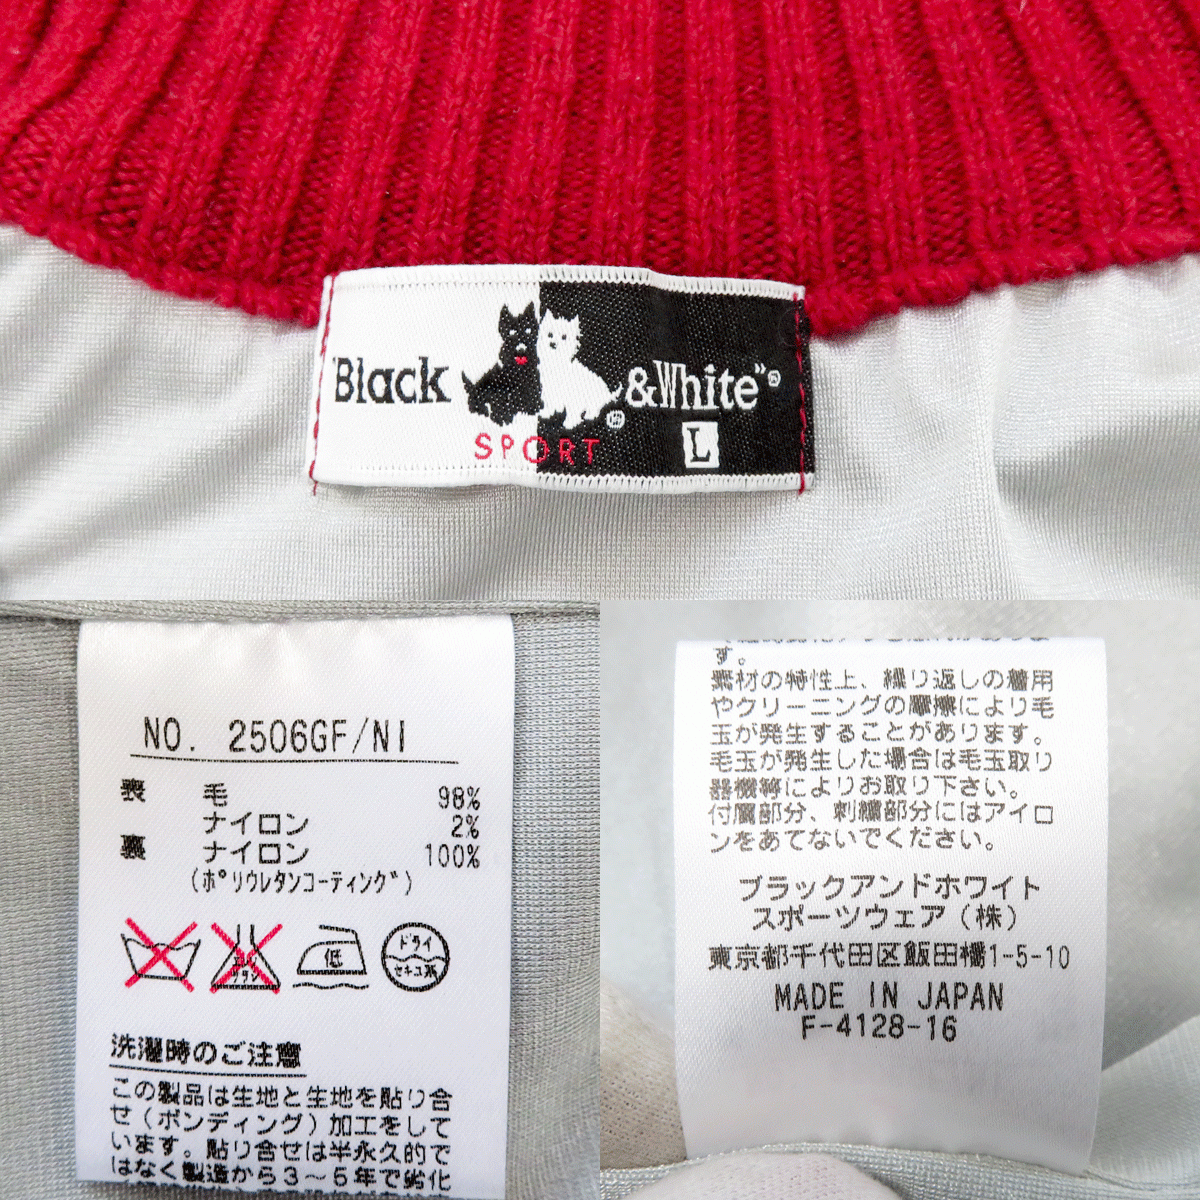 "Black &White"®
SPORT
L
NO. 2506GF/NI
表 毛 98%
ナイロン 2%
裏 ナイロン 100%
(ポリウレタンコーティング)
エンソ
ブラシ
低
ドライ
セキユ系
洗濯時のご注意
この製品は生地と生地を貼り合
せ(ボンディング)加工をして
います。貼り合せは半永久的で
はなく製造から3～5年で劣化
す。
素材の特性上、繰り返しの着用
やクリーニングの摩擦により毛
玉が発生することがあります。
毛玉が発生した場合は毛玉取り
器機等によりお取り下さい。
付属部分、刺繍部分にはアイロ
ンをあてないでください。
ブラックアンドホワイト
スポーツウェア(株)
東京都千代田区飯田橋1-5-10
MADE IN JAPAN
F-4128-16